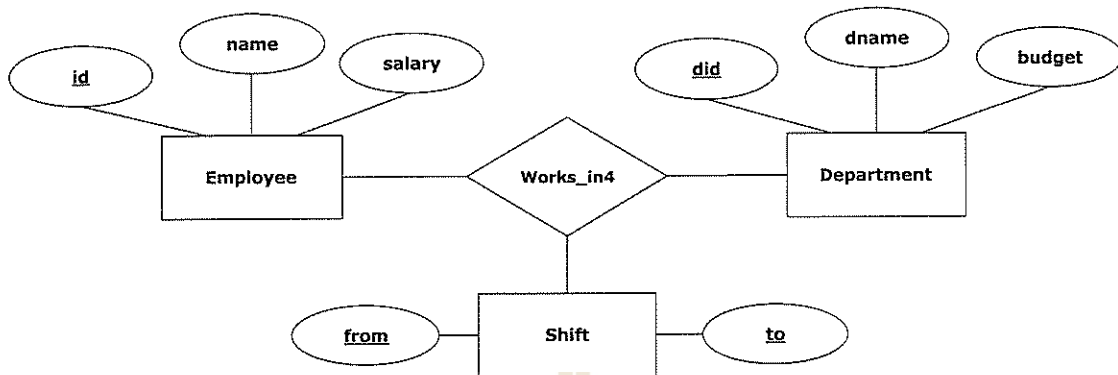 name
dname
id
salary
did
budget
Employee
Works_in4
Department
from
Shift
to